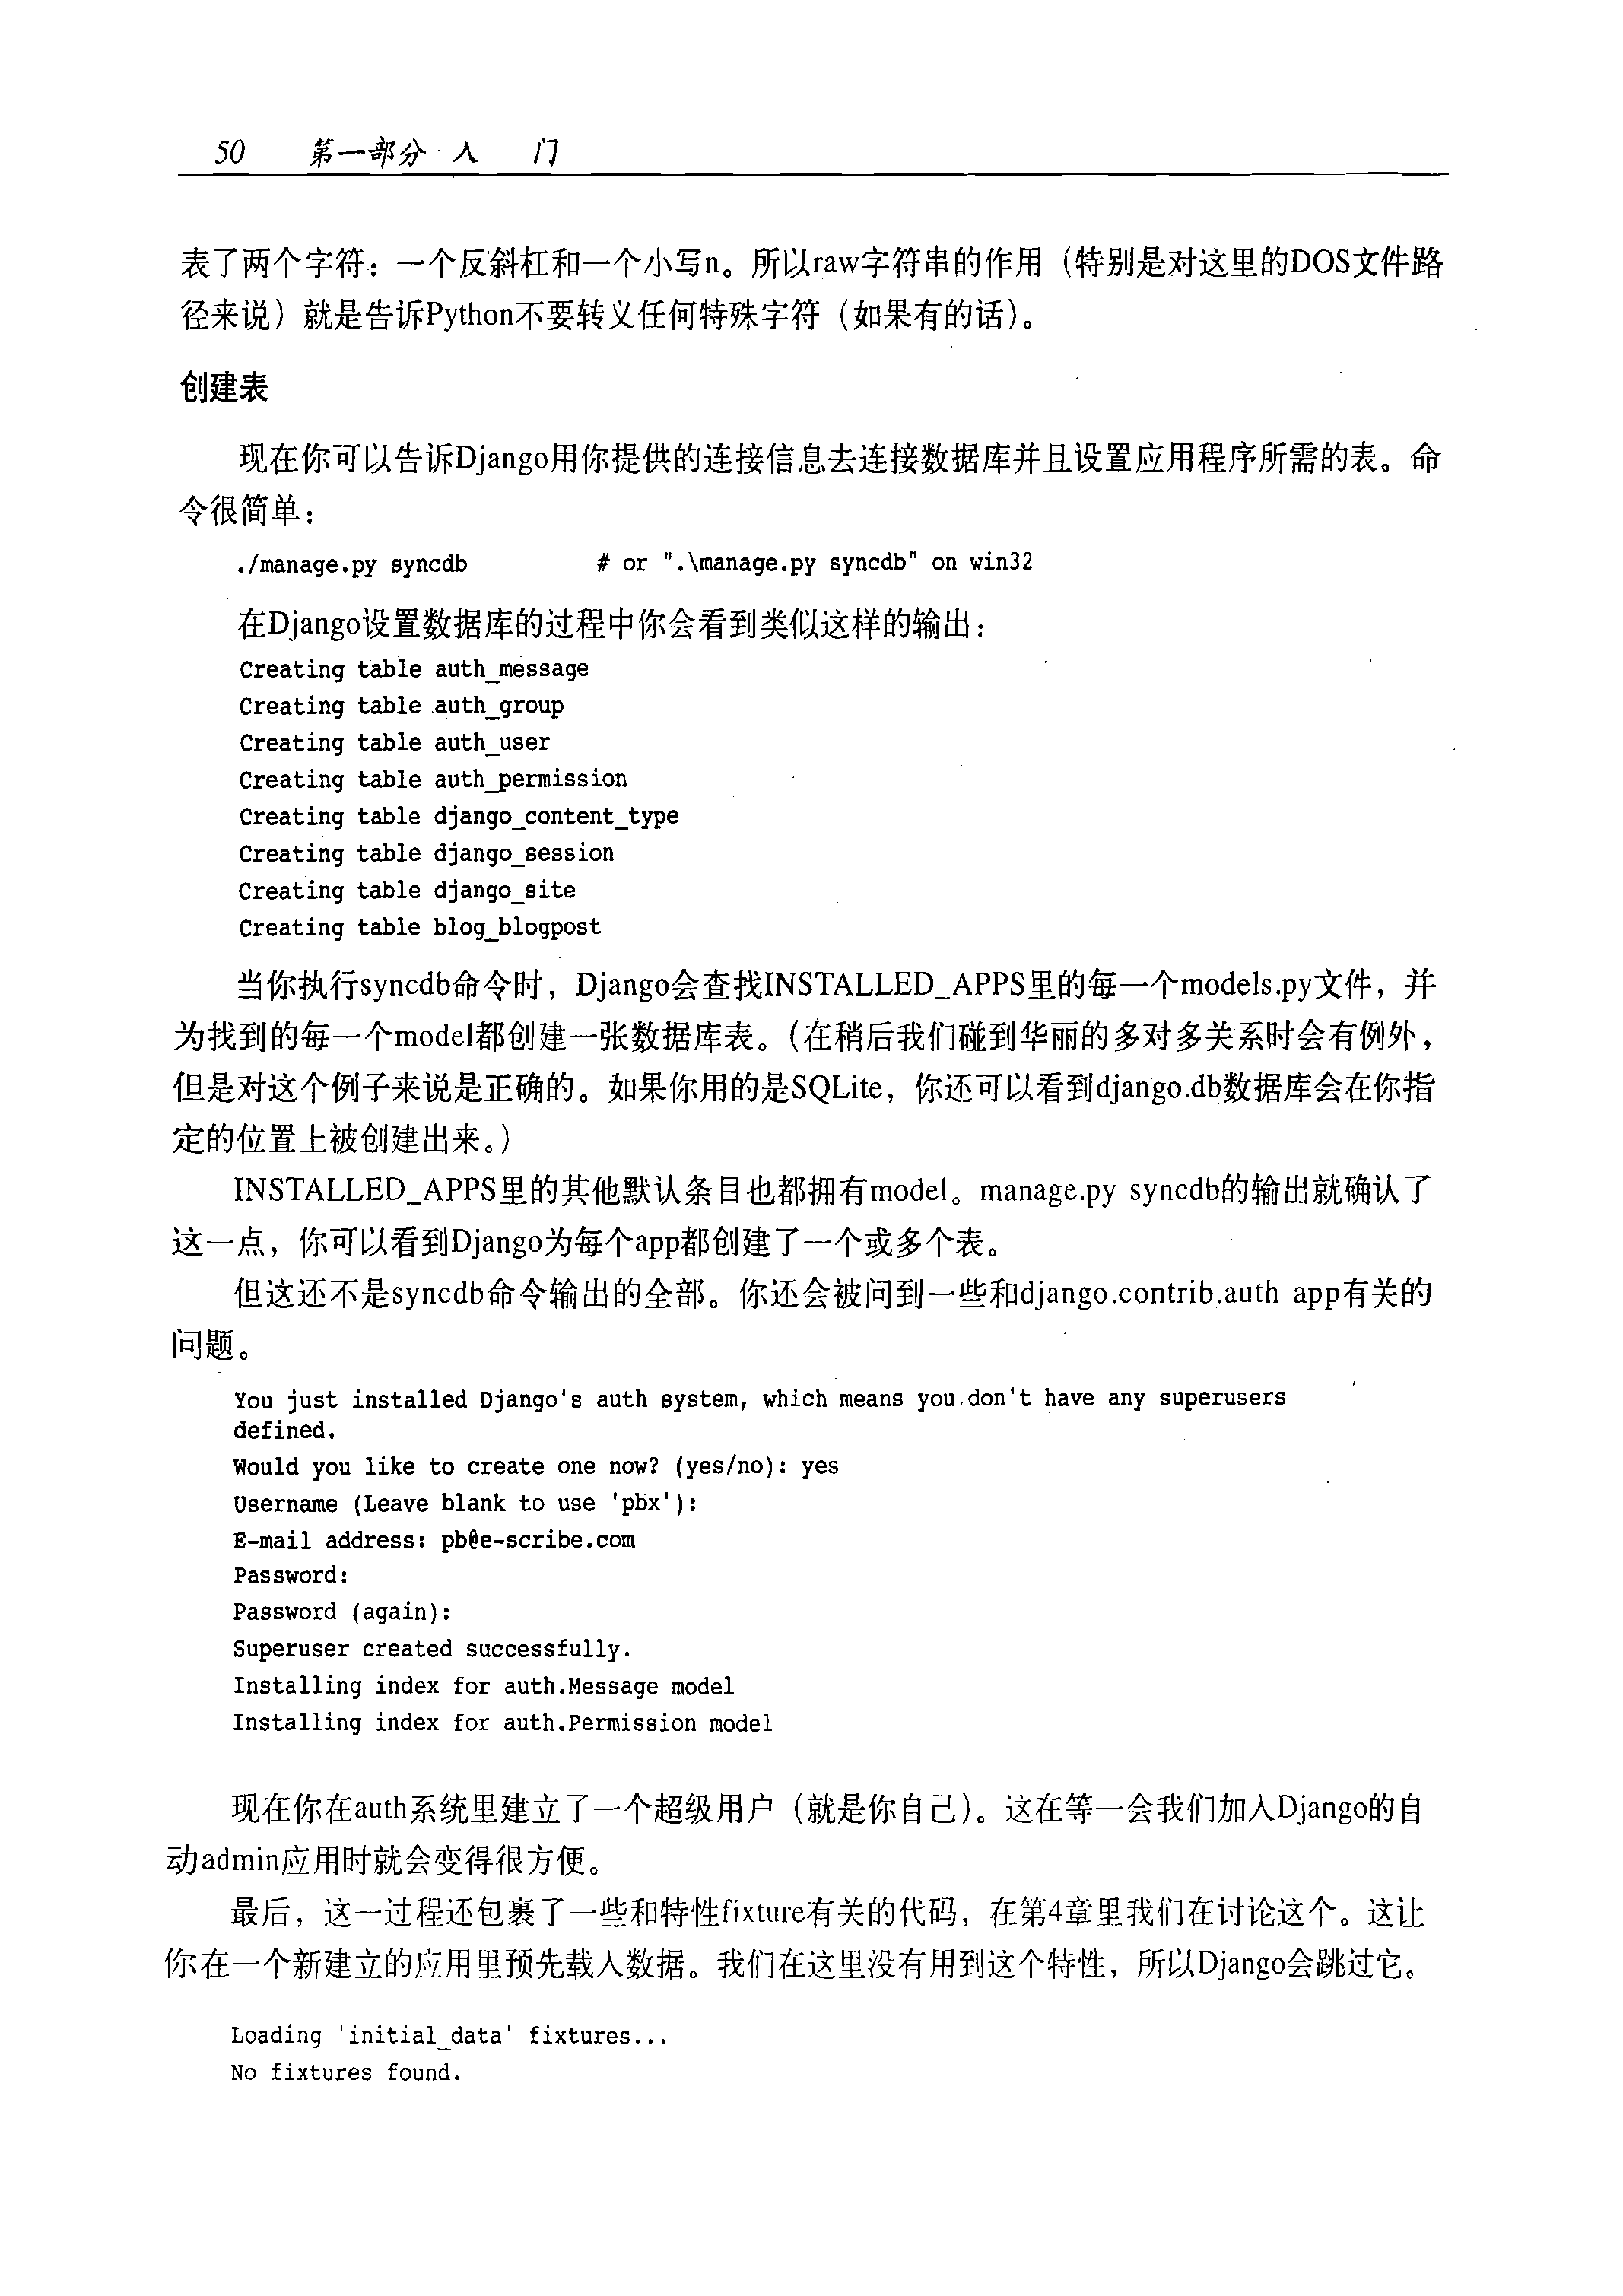 50 第一部分 入 门
表了两个字符：一个反斜杠和一个小写n。所以raw字符串的作用（特别是对这里的DOS文件路
径来说）就是告诉Python不要转义任何特殊字符（如果有的话）。
创建表
现在你可以告诉Django用你提供的连接信息去连接数据库并且设置应用程序所需的表。命
令很简单：
./manage.py syncdb # or ".\manage.py syncdb" on win32
在Django设置数据库的过程中你会看到类似这样的输出：
Creating table auth_message
Creating table auth_group
Creating table auth_user
Creating table auth_permission
Creating table django_content_type
Creating table django_session
Creating table django_site
Creating table blog_blogpost
当你执行syncdb命令时，Django会查找INSTALLED_APPS里的每一个models.py文件，并
为找到的每一个model都创建一张数据库表。（在稍后我们碰到华丽的多对多关系时会有例外，
但是对这个例子来说是正确的。如果你用的是SQLite，你还可以看到django.db数据库会在你指
定的位置上被创建出来。）
INSTALLED_APPS里的其他默认条目也都拥有model。manage.py syncdb的输出就确认了
这一点，你可以看到Django为每个app都创建了一个或多个表。
但这还不是syncdb命令输出的全部。你还会被问到一些和django.contrib.auth app有关的
问题。
You just installed Django's auth system, which means you don't have any superusers
defined.
Would you like to create one now? (yes/no): yes
Username (Leave blank to use 'pbx'):
E-mail address: pb@e-scribe.com
Password:
Password (again):
Superuser created successfully.
Installing index for auth.Message model
Installing index for auth.Permission model
现在你在auth系统里建立了一个超级用户（就是你自己）。这在等一会我们加入Django的自
动admin应用时就会变得很方便。
最后，这一过程还包裹了一些和特性fixture有关的代码，在第4章里我们在讨论这个。这让
你在一个新建立的应用里预先载入数据。我们在这里没有用到这个特性，所以Django会跳过它。
Loading 'initial_data' fixtures...
No fixtures found.